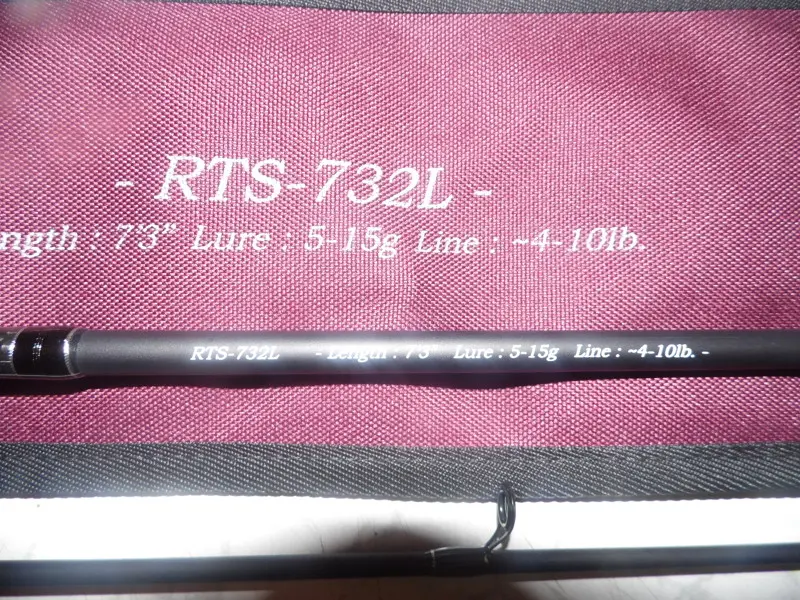 - RTS-732L -
ngth : 7'3" Lure : 5-15g Line : ~4-10lb.
RTS-732L - Length : 7'3" Lure : 5-15g Line : ~4-10lb. -